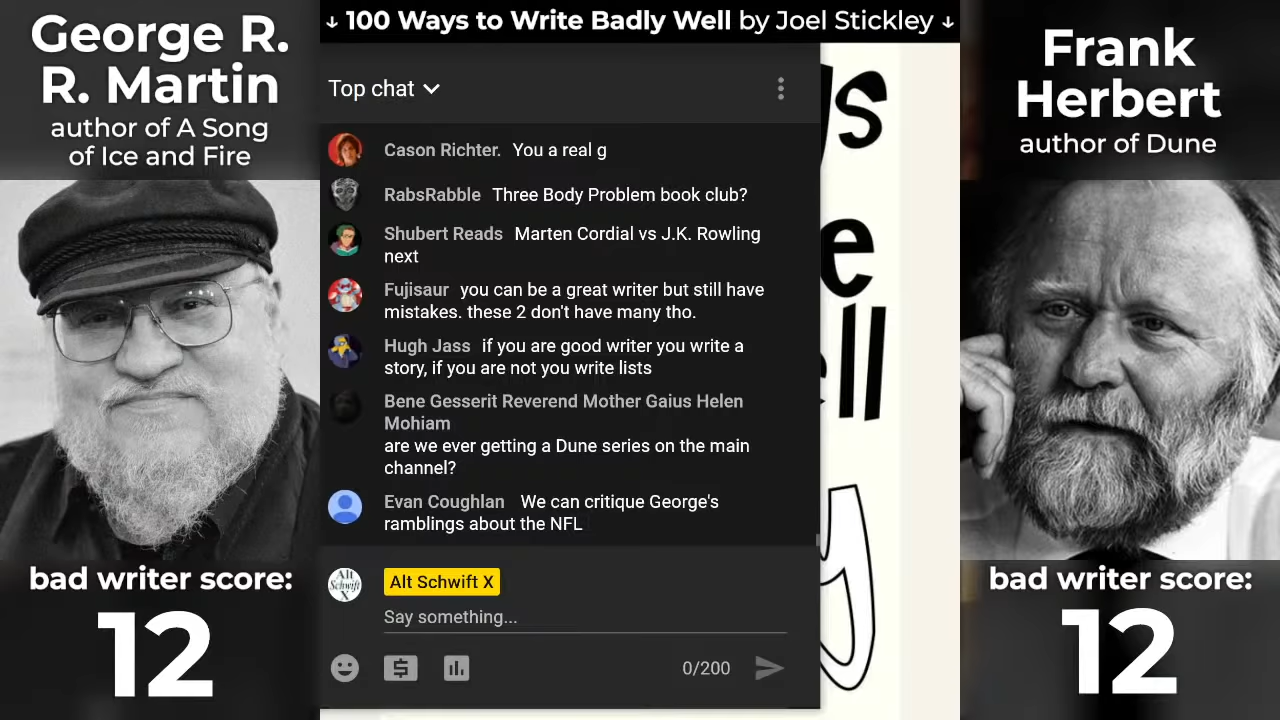 George R.
R. Martin
author of A Song
of Ice and Fire
bad writer score:
12
↓ 100 Ways to Write Badly Well by Joel Stickley ↓
Top chat
Cason Richter. You a real g
RabsRabble Three Body Problem book club?
Shubert Reads Marten Cordial vs J.K. Rowling
next
Fujisaur you can be a great writer but still have
mistakes. these 2 don't have many tho.
Hugh Jass if you are good writer you write a
story, if you are not you write lists
Bene Gesserit Reverend Mother Gaius Helen
Mohiam
are we ever getting a Dune series on the main
channel?
Evan Coughlan We can critique George's
ramblings about the NFL
Alt Schwift X
Alt Schwift X
Say something...
0/200
Frank
Herbert
author of Dune
bad writer score:
12